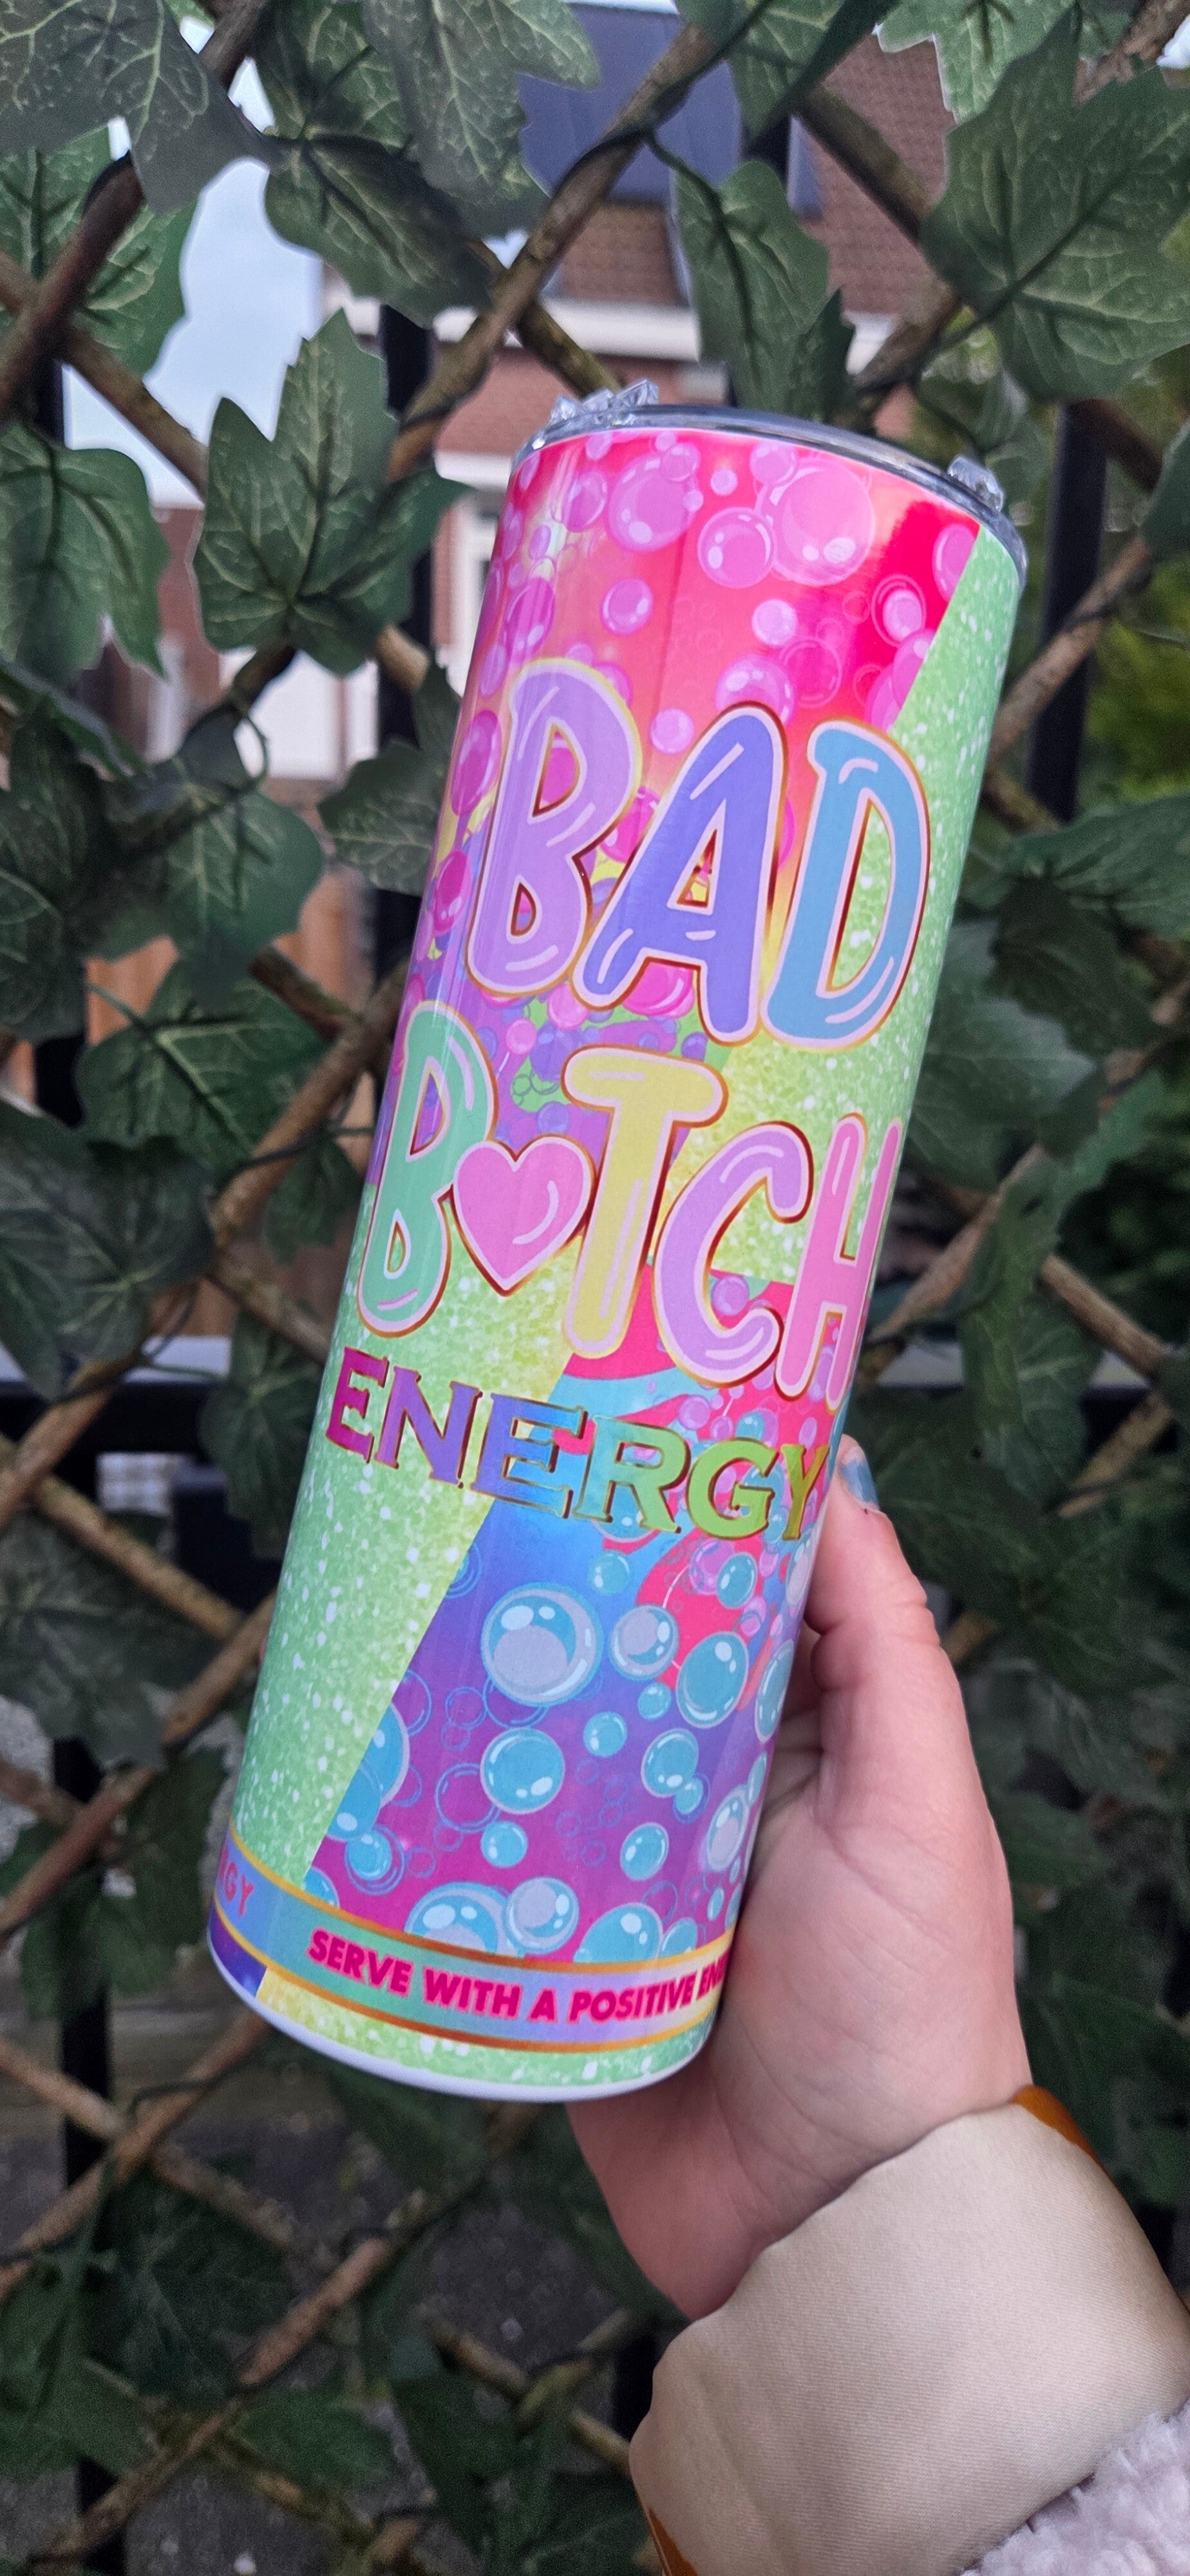 BAD
B♥TCH
ENERGY
SERVE WITH A POSITIVE